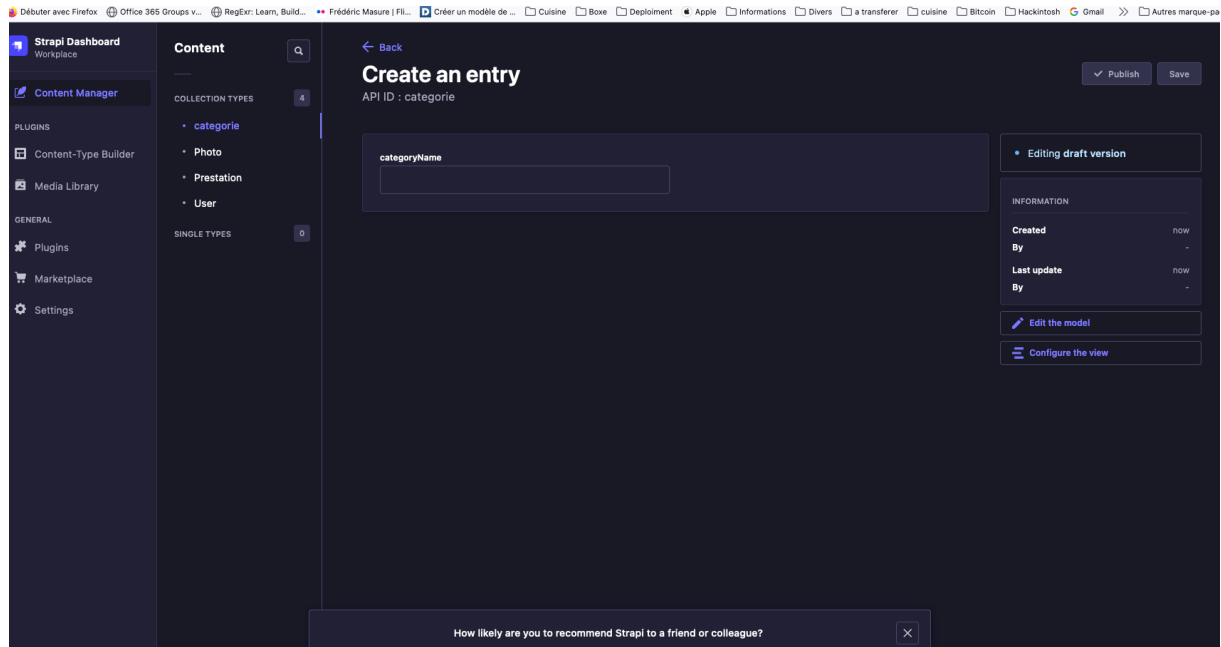 Débuter avec Firefox Office 365 Groups v... RegExr: Learn, Build... Frédéric Masure | Fli... Créer un modèle de ... Cuisine Boxe Deploiment Apple Informations Divers a transferer cuisine Bitcoin Hackintosh Gmail Autres marque-pa
Strapi Dashboard
Workplace
Content Manager
PLUGINS
Content-Type Builder
Media Library
GENERAL
Plugins
Marketplace
Settings
Content
COLLECTION TYPES 4
categorie
Photo
Prestation
User
SINGLE TYPES 0
Back
Create an entry
API ID : categorie
Publish Save
categoryName
Editing draft version
INFORMATION
Created now
By -
Last update now
By -
Edit the model
Configure the view
How likely are you to recommend Strapi to a friend or colleague?